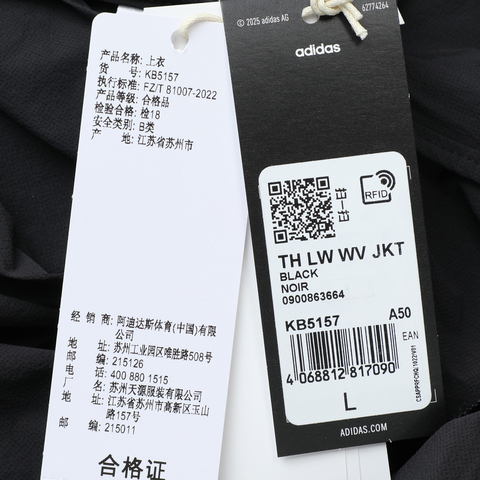 产品名称: 上衣
货 号: KB5157
执行标准: FZ/T 81007-2022
产品等级: 合格品
检验合格: 检18
安全类别: B类
产 地: 江苏省苏州市
经 销 商: 阿迪达斯体育(中国)有限
公司
地 址: 苏州工业园区唯胜路508号
邮 编: 215126
电 话: 400 880 1515
厂 名: 苏州天源服装有限公司
地 址: 江苏省苏州市高新区玉山
路157号
邮 编: 215011
合格证
© 2025 adidas AG
62774264
adidas
RFID
TH LW WV JKT
BLACK
NOIR
0900863664
KB5157 A50
EAN
4 068812 817090
L
ADIDAS.COM